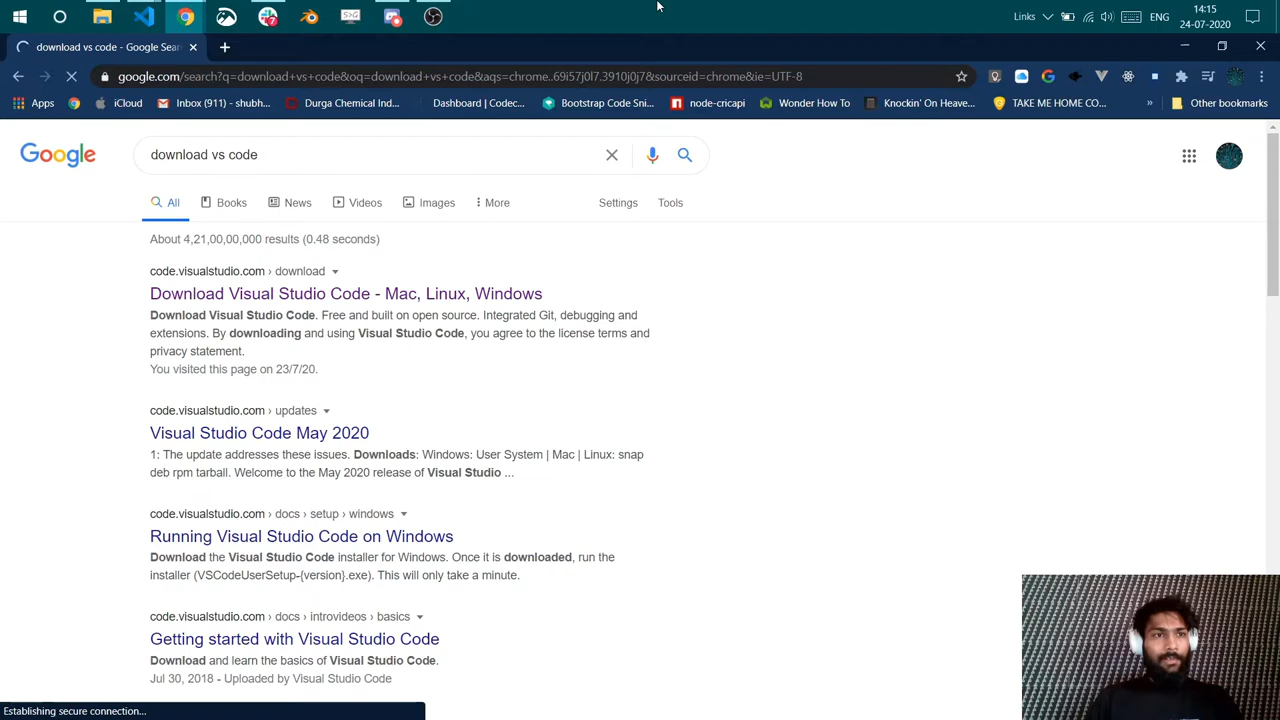 Links
ENG
14:15
24-07-2020
download vs code - Google Sear
google.com/search?q=download+vs+code&oq=download+vs+code&aqs=chrome..69i57j0l7.3910j0j7&sourceid=chrome&ie=UTF-8
Apps
iCloud
Inbox (911) - shubh...
Durga Chemical Ind...
Dashboard | Codec...
Bootstrap Code Sni...
node-cricapi
Wonder How To
Knockin' On Heave...
TAKE ME HOME CO...
»
Other bookmarks
Google
download vs code
All
Books
News
Videos
Images
More
Settings
Tools
About 4,21,00,00,000 results (0.48 seconds)
code.visualstudio.com › download
Download Visual Studio Code - Mac, Linux, Windows
Download Visual Studio Code. Free and built on open source. Integrated Git, debugging and
extensions. By downloading and using Visual Studio Code, you agree to the license terms and
privacy statement.
You visited this page on 23/7/20.
code.visualstudio.com › updates
Visual Studio Code May 2020
1: The update addresses these issues. Downloads: Windows: User System | Mac | Linux: snap
deb rpm tarball. Welcome to the May 2020 release of Visual Studio ...
code.visualstudio.com › docs › setup › windows
Running Visual Studio Code on Windows
Download the Visual Studio Code installer for Windows. Once it is downloaded, run the
installer (VSCodeUserSetup-{version}.exe). This will only take a minute.
code.visualstudio.com › docs › introvideos › basics
Getting started with Visual Studio Code
Download and learn the basics of Visual Studio Code.
Jul 30, 2018 - Uploaded by Visual Studio Code
Establishing secure connection...